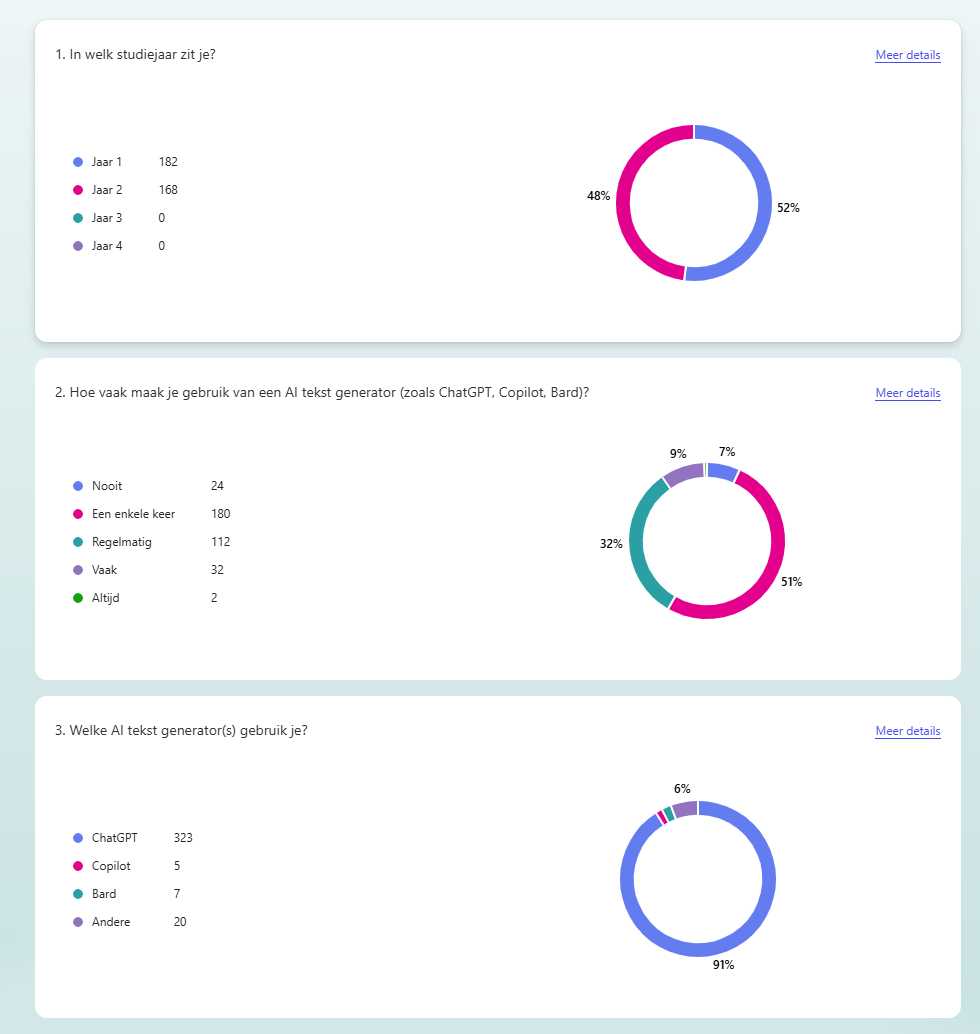 1. In welk studiejaar zit je?
Meer details
Jaar 1 182
Jaar 2 168
Jaar 3 0
Jaar 4 0
48%
52%
2. Hoe vaak maak je gebruik van een AI tekst generator (zoals ChatGPT, Copilot, Bard)?
Meer details
Nooit 24
Een enkele keer 180
Regelmatig 112
Vaak 32
Altijd 2
9%
7%
32%
51%
3. Welke AI tekst generator(s) gebruik je?
Meer details
ChatGPT 323
Copilot 5
Bard 7
Andere 20
6%
91%